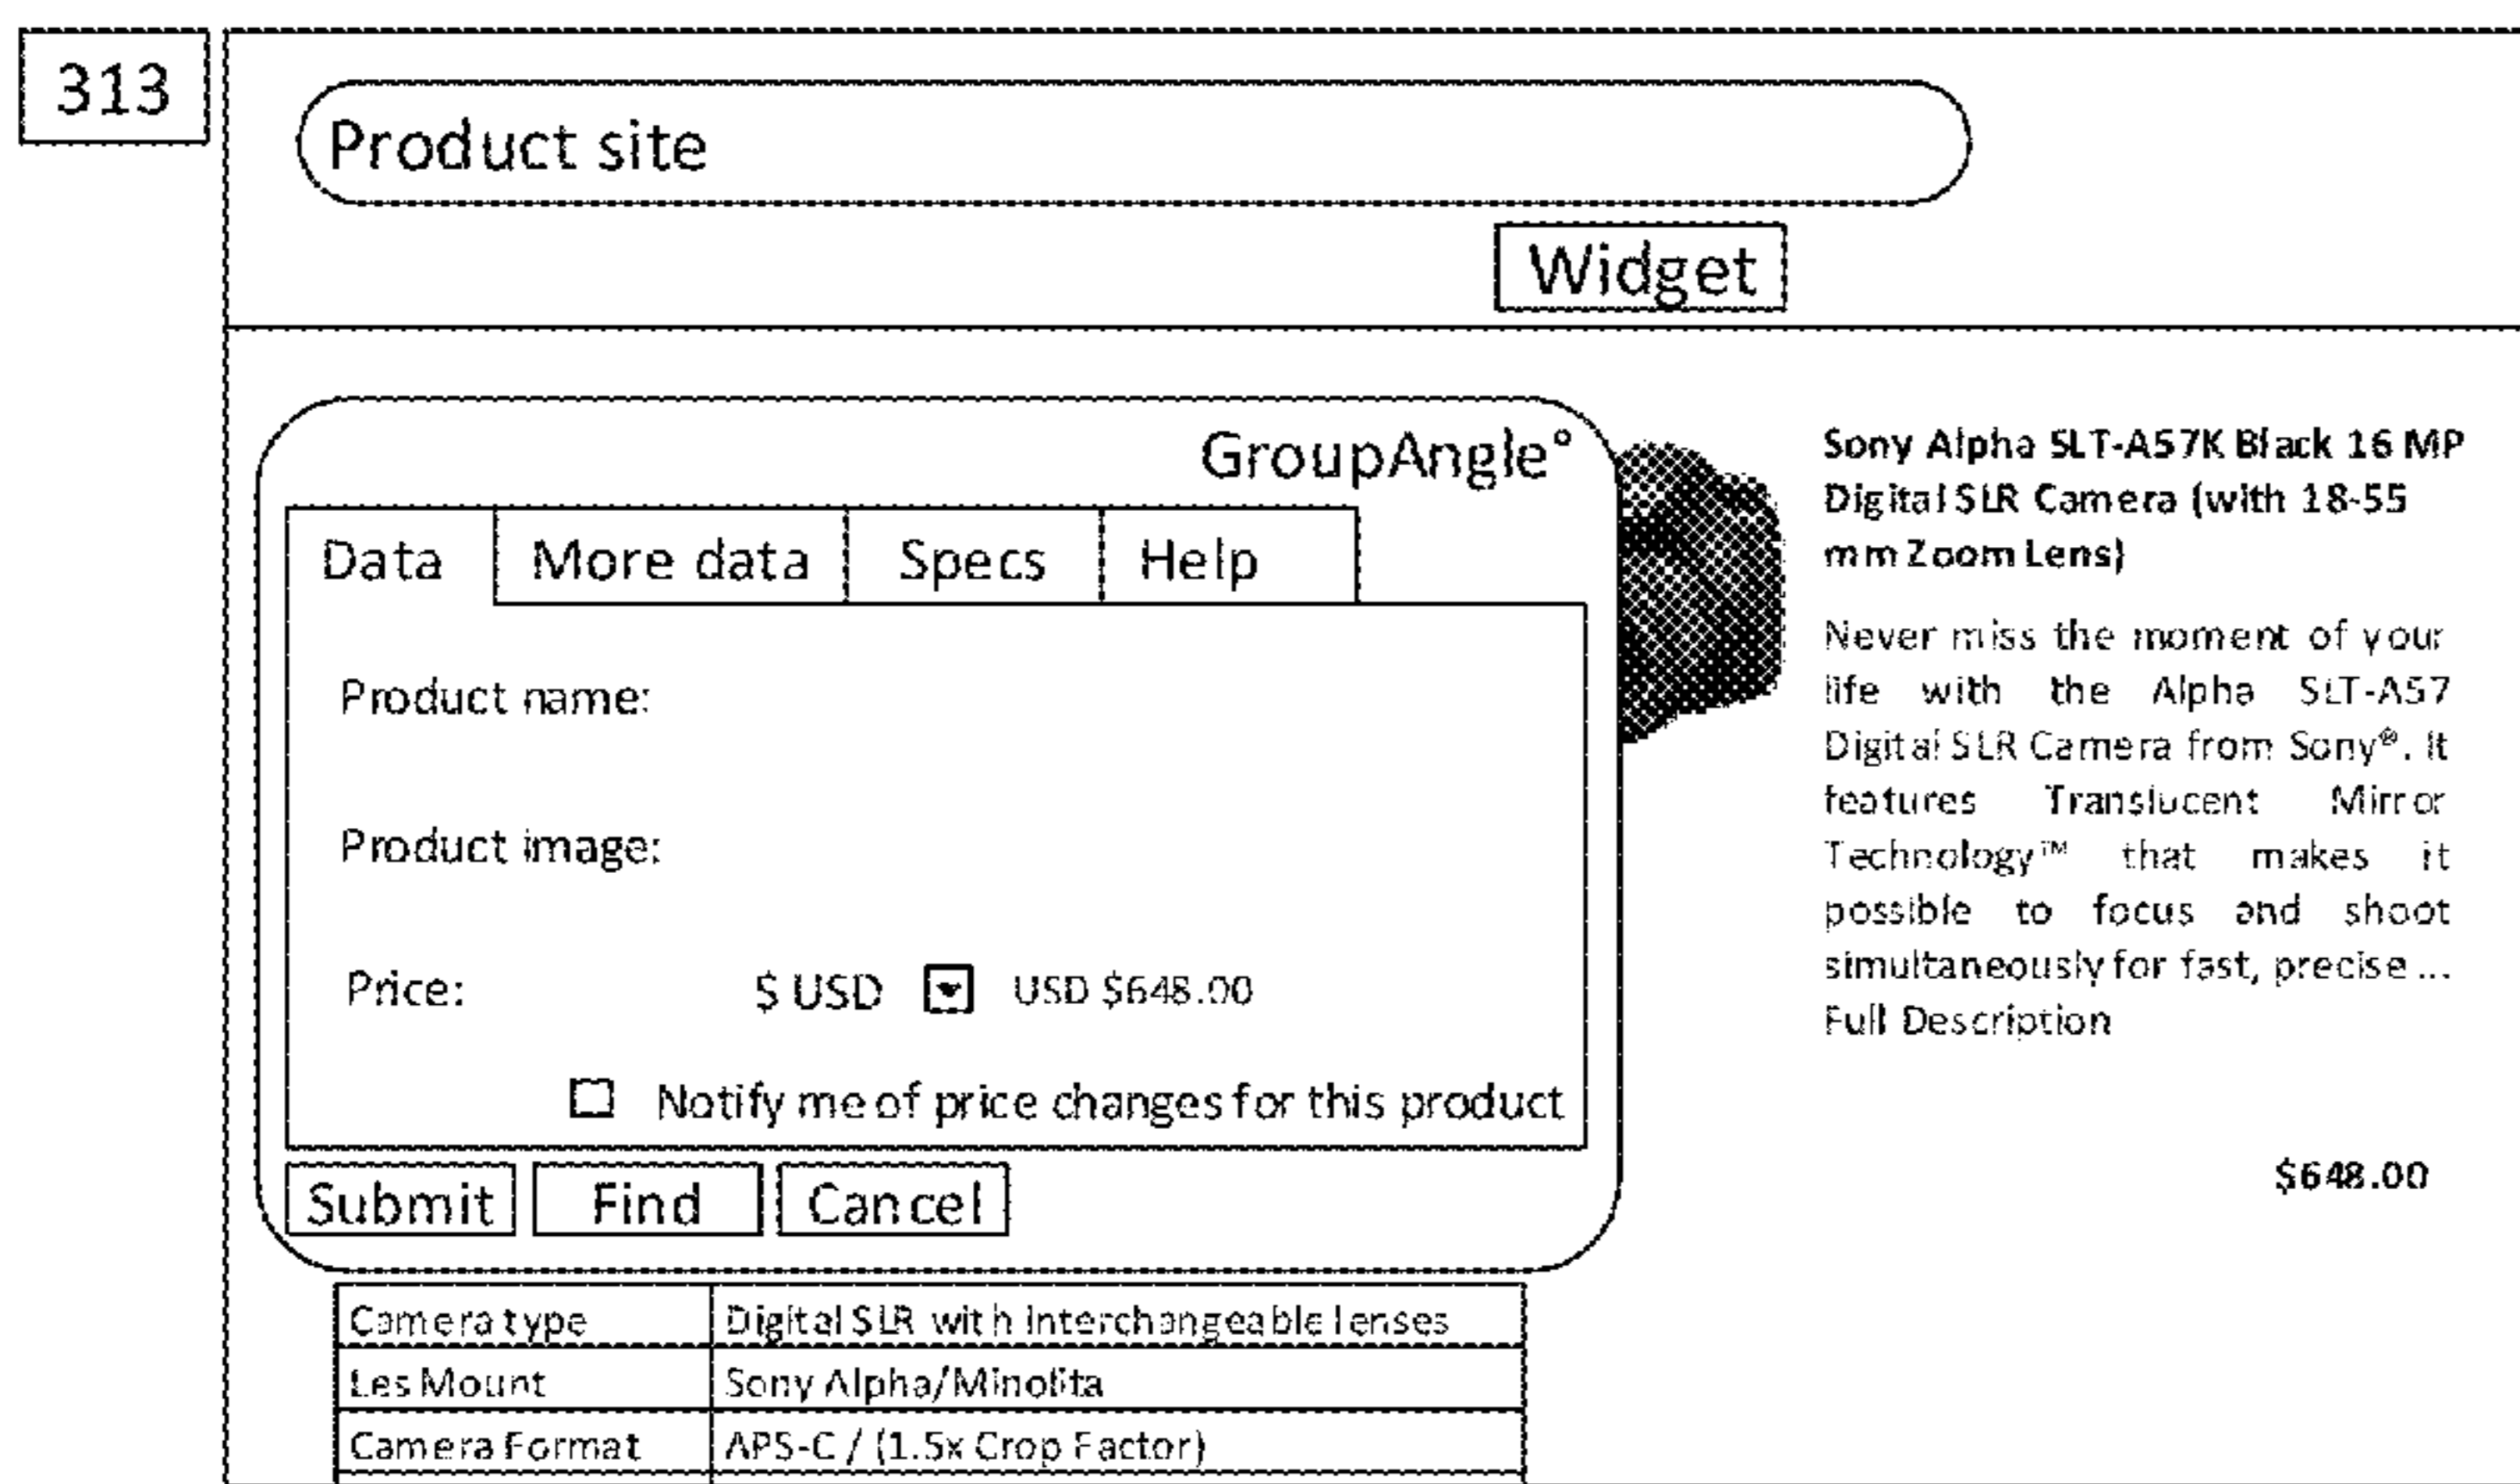 313
Product site
Widget
GroupAngle°
Data More data Specs Help
Product name:
Product image:
Price: $ USD USD $648.00
Notify me of price changes for this product
Submit Find Cancel
Sony Alpha SLT-A57K Black 16 MP
Digital SLR Camera (with 18-55
mm Zoom Lens)
Never miss the moment of your
life with the Alpha SLT-A57
Digital SLR Camera from Sony®. It
features Translucent Mirror
Technology™ that makes it
possible to focus and shoot
simultaneously for fast, precise ...
Full Description
$648.00
Camera type Digital SLR with Interchangeable lenses
Les Mount Sony Alpha/Minolita
Camera Format APS-C / (1.5x Crop Factor)